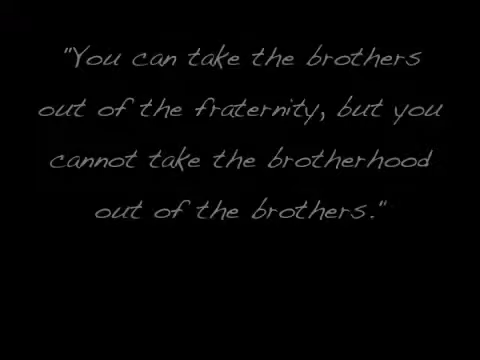 "You can take the brothers
out of the fraternity, but you
cannot take the brotherhood
out of the brothers."